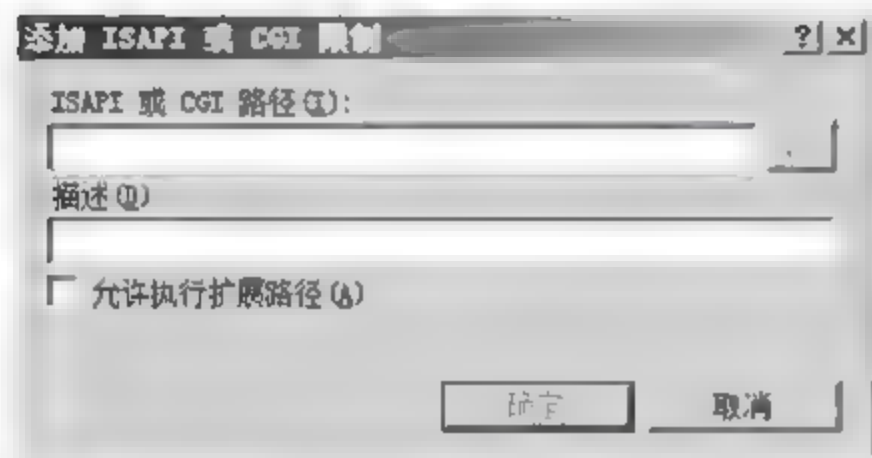 添加 ISAPI 或 CGI 限制
ISAPI 或 CGI 路径(I):
描述(D)
允许执行扩展路径(A)
确定 取消